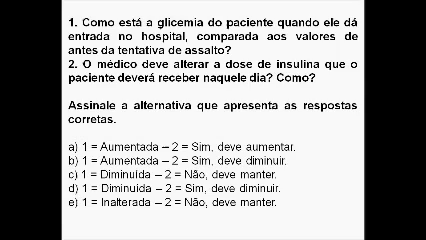 1. Como está a glicemia do paciente quando ele dá
entrada no hospital, comparada aos valores de
antes da tentativa de assalto?
2. O médico deve alterar a dose de insulina que o
paciente deverá receber naquele dia? Como?
Assinale a alternativa que apresenta as respostas
corretas.
a) 1 = Aumentada – 2 = Sim, deve aumentar.
b) 1 = Aumentada – 2 = Sim, deve diminuir.
c) 1 = Diminuída – 2 = Não, deve manter.
d) 1 = Diminuída – 2 = Sim, deve diminuir.
e) 1 = Inalterada – 2 = Não, deve manter.